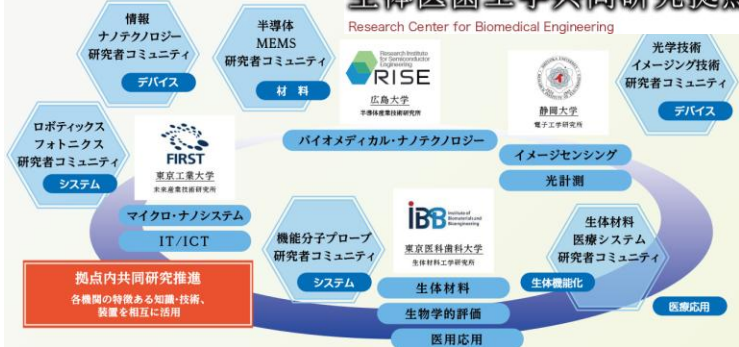 生体医歯工学共同研究拠点
Research Center for Biomedical Engineering
情報
ナノテクノロジー
研究者コミュニティ
デバイス
半導体
MEMS
研究者コミュニティ
材 料
Research Institute
for Semiconductor
Engineering
RISE
広島大学
半導体産業技術研究所
静岡大学
電子工学研究所
光学技術
イメージング技術
研究者コミュニティ
デバイス
ロボティックス
フォトニクス
研究者コミュニティ
システム
FIRST
東京工業大学
未来産業技術研究所
バイオメディカル・ナノテクノロジー
イメージセンシング
光計測
マイクロ・ナノシステム
IT/ICT
機能分子プローブ
研究者コミュニティ
システム
IBB
Institute of
Biomaterials and
Bioengineering
東京医科歯科大学
生体材料工学研究所
生体材料
生物学的評価
医用応用
生体材料
医療システム
研究者コミュニティ
生体機能化
医療応用
拠点内共同研究推進
各機関の特徴ある知識・技術、
装置を相互に活用